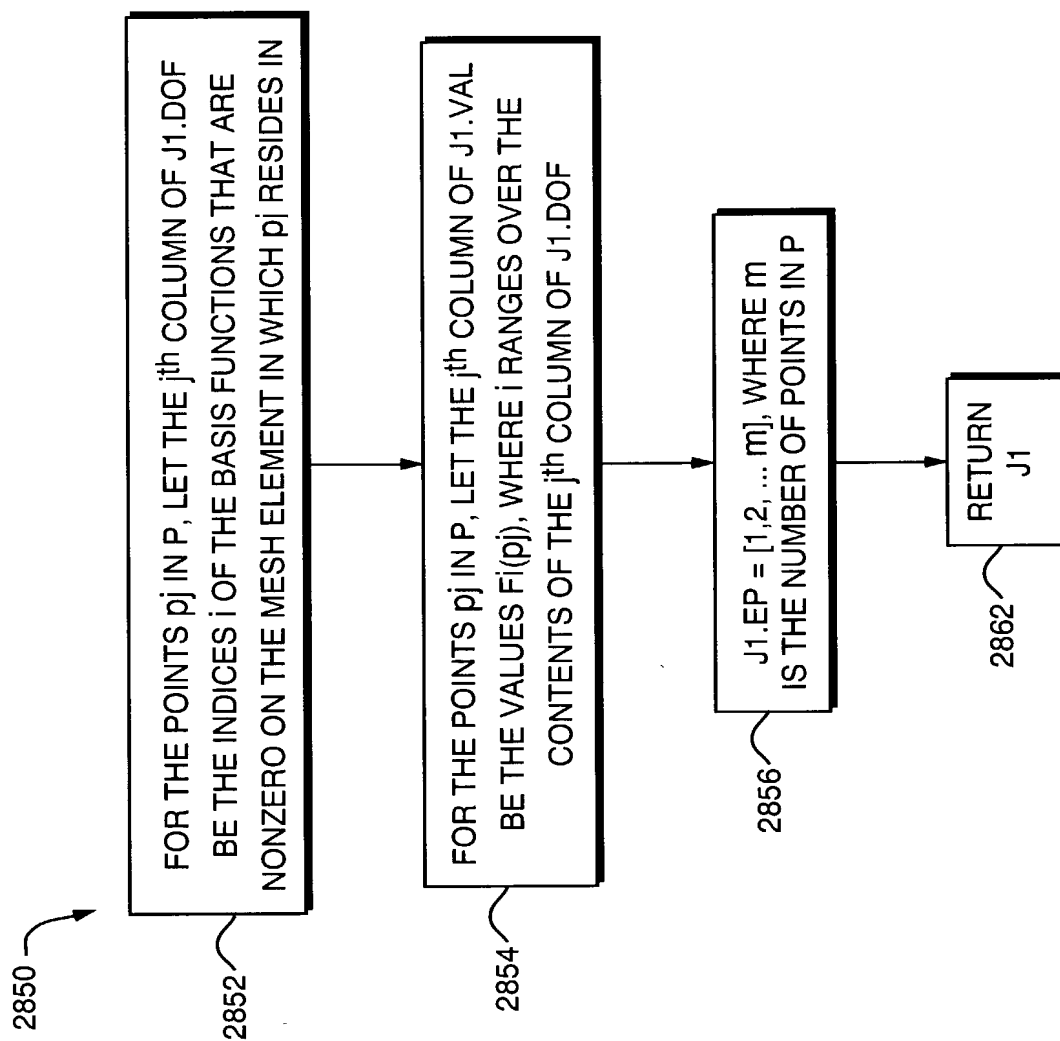 2850
FOR THE POINTS pj IN P, LET THE jth COLUMN OF J1.DOF
BE THE INDICES i OF THE BASIS FUNCTIONS THAT ARE
NONZERO ON THE MESH ELEMENT IN WHICH pj RESIDES IN
2852
FOR THE POINTS pj IN P, LET THE jth COLUMN OF J1.VAL
BE THE VALUES Fi(pj), WHERE i RANGES OVER THE
CONTENTS OF THE jth COLUMN OF J1.DOF
2854
J1.EP = [1,2, ... m], WHERE m
IS THE NUMBER OF POINTS IN P
2856
RETURN
J1
2862